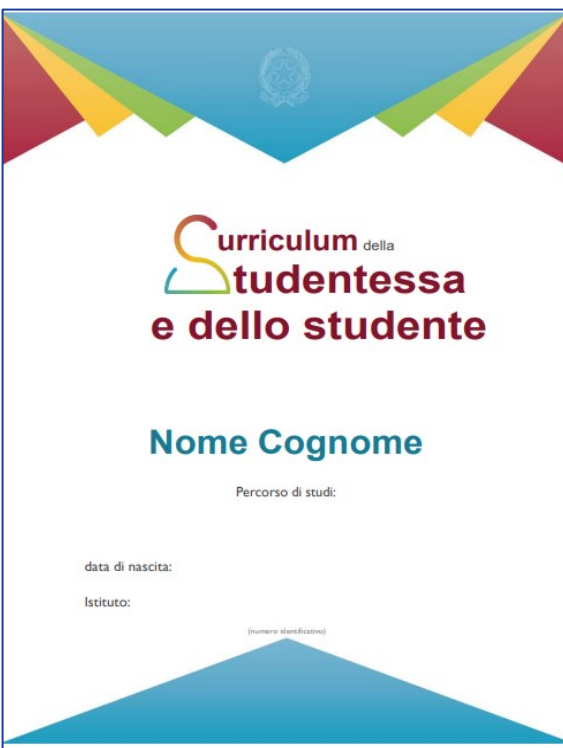 Curriculum della
Studentessa
e dello studente
Nome Cognome
Percorso di studi:
data di nascita:
Istituto:
(numero identificativo)